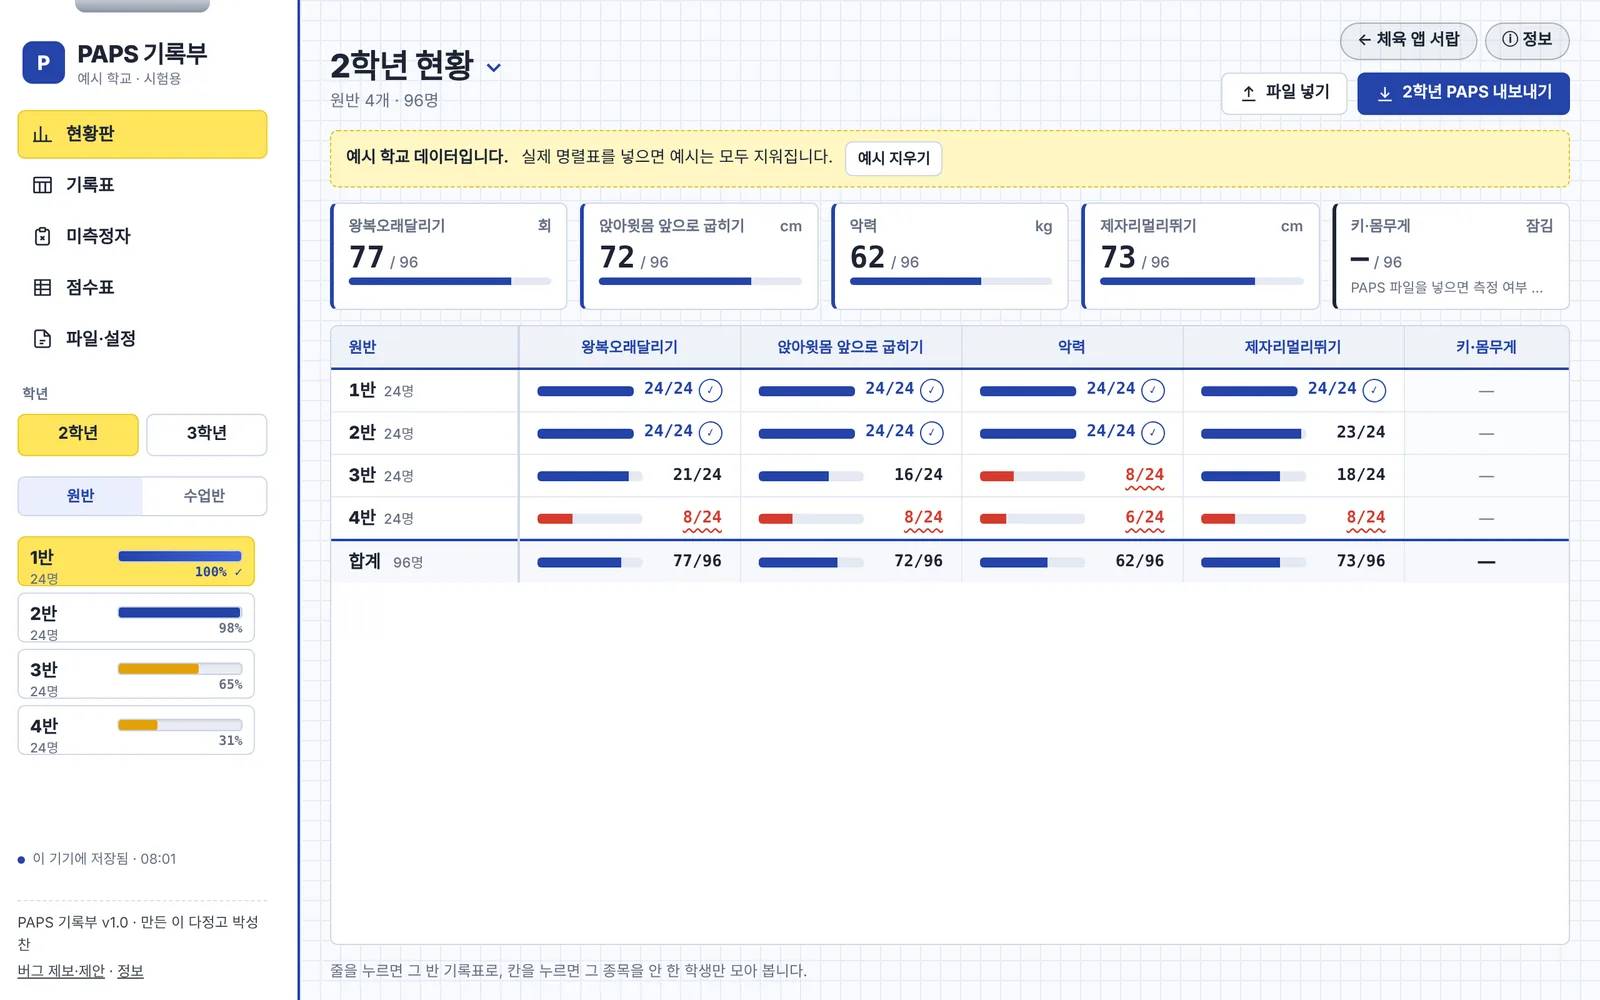 P
PAPS 기록부
예시 학교 · 시험용
현황판
기록표
미측정자
점수표
파일·설정
학년
2학년
3학년
원반
수업반
1반
24명
100% ✓
2반
24명
98%
3반
24명
65%
4반
24명
31%
이 기기에 저장됨 · 08:01
PAPS 기록부 v1.0 · 만든 이 다정고 박성
찬
버그 제보·제안 · 정보
← 체육 앱 서랍
ⓘ 정보
2학년 현황
원반 4개 · 96명
파일 넣기
2학년 PAPS 내보내기
예시 학교 데이터입니다. 실제 명렬표를 넣으면 예시는 모두 지워집니다. 예시 지우기
왕복오래달리기 회
77 / 96
앉아윗몸 앞으로 굽히기 cm
72 / 96
악력 kg
62 / 96
제자리멀리뛰기 cm
73 / 96
키·몸무게 잠김
— / 96
PAPS 파일을 넣으면 측정 여부 ...
원반 왕복오래달리기 앉아윗몸 앞으로 굽히기 악력 제자리멀리뛰기 키·몸무게
1반 24명 24/24 ✓ 24/24 ✓ 24/24 ✓ 24/24 ✓ —
2반 24명 24/24 ✓ 24/24 ✓ 24/24 ✓ 23/24 —
3반 24명 21/24 16/24 8/24 18/24 —
4반 24명 8/24 8/24 6/24 8/24 —
합계 96명 77/96 72/96 62/96 73/96 —
줄을 누르면 그 반 기록표로, 칸을 누르면 그 종목을 안 한 학생만 모아 봅니다.